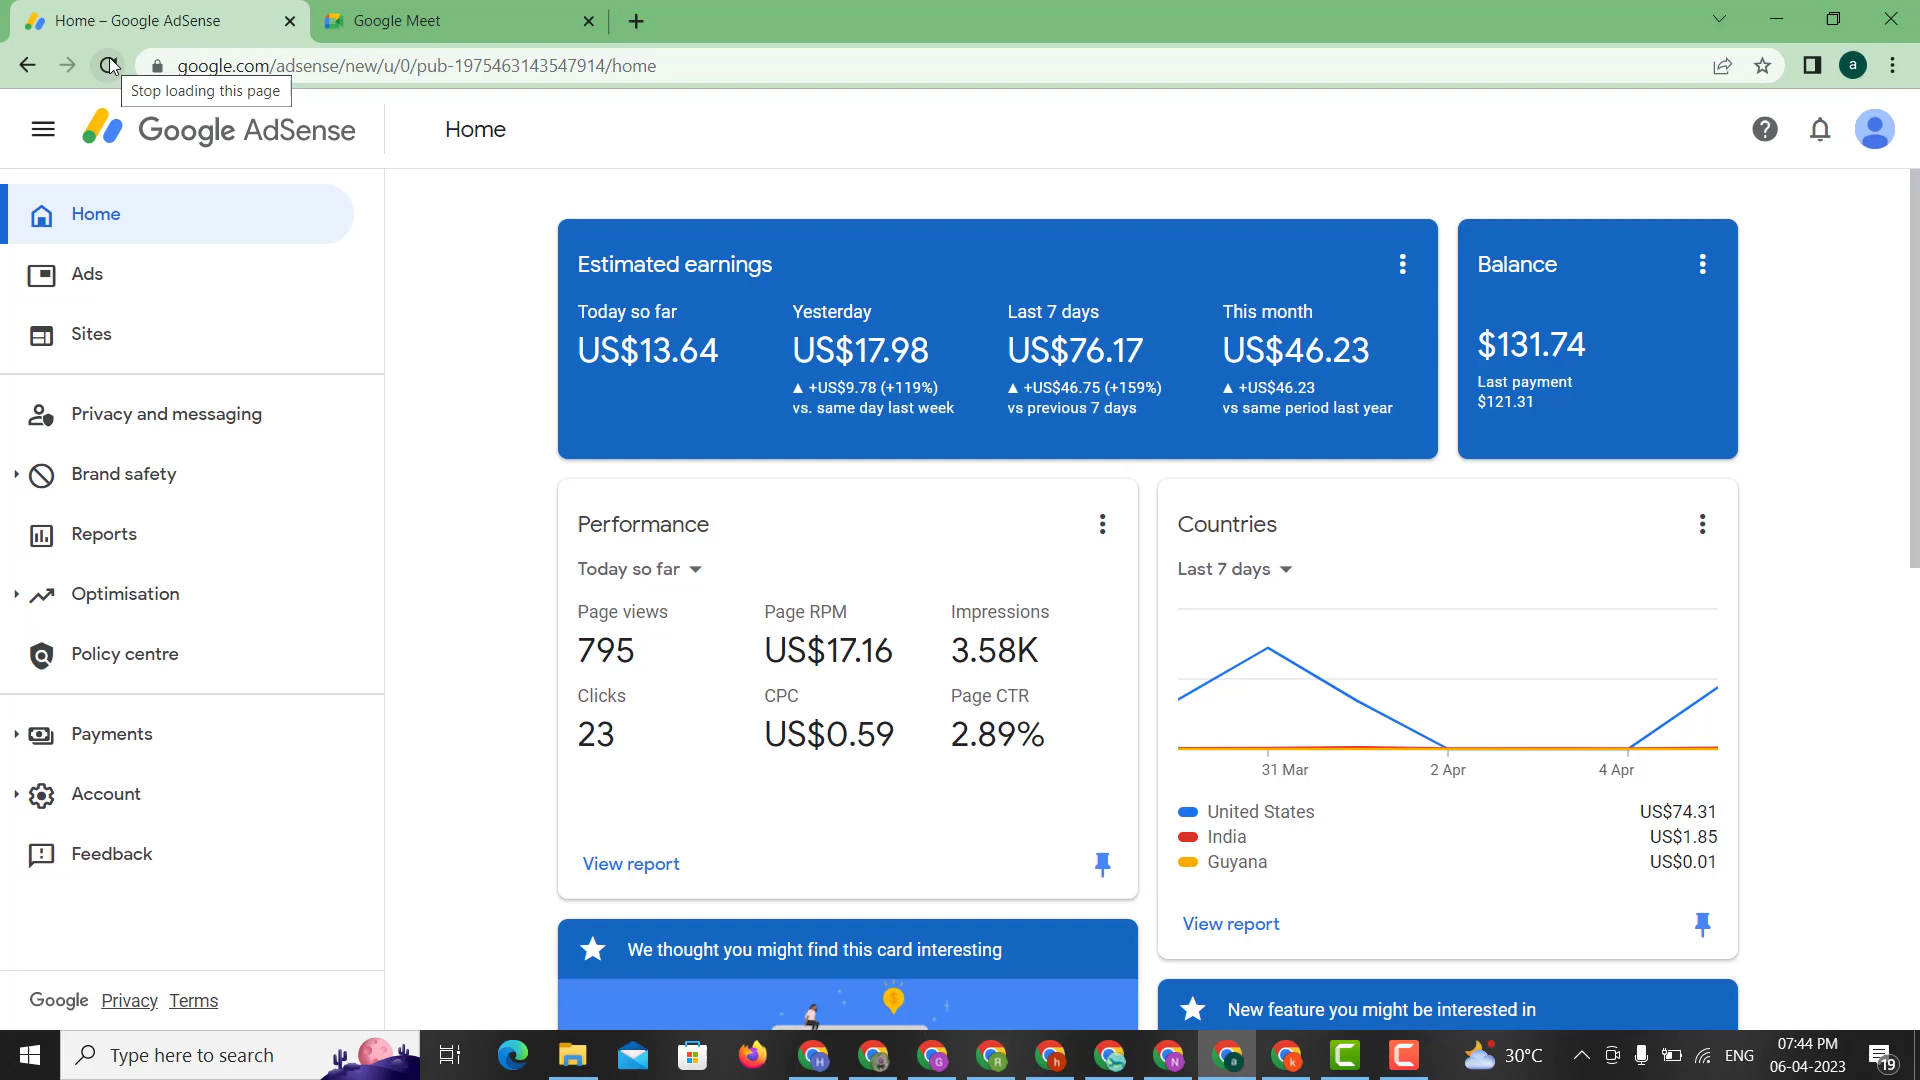 Home – Google AdSense
Google Meet
google.com/adsense/new/u/0/pub-1975463143547914/home
a
Stop loading this page
Google AdSense
Home
Home
Ads
Sites
Privacy and messaging
Brand safety
Reports
Optimisation
Policy centre
Payments
Account
Feedback
Google Privacy Terms
Estimated earnings
Today so far
US$13.64
Yesterday
US$17.98
+US$9.78 (+119%)
vs. same day last week
Last 7 days
US$76.17
+US$46.75 (+159%)
vs previous 7 days
This month
US$46.23
+US$46.23
vs same period last year
Balance
$131.74
Last payment
$121.31
Performance
Today so far
Page views
795
Page RPM
US$17.16
Impressions
3.58K
Clicks
23
CPC
US$0.59
Page CTR
2.89%
View report
Countries
Last 7 days
31 Mar
2 Apr
4 Apr
United States US$74.31
India US$1.85
Guyana US$0.01
View report
We thought you might find this card interesting
New feature you might be interested in
Type here to search
H
G
R
h
N
a
k
30°C
ENG
07:44 PM
06-04-2023
19